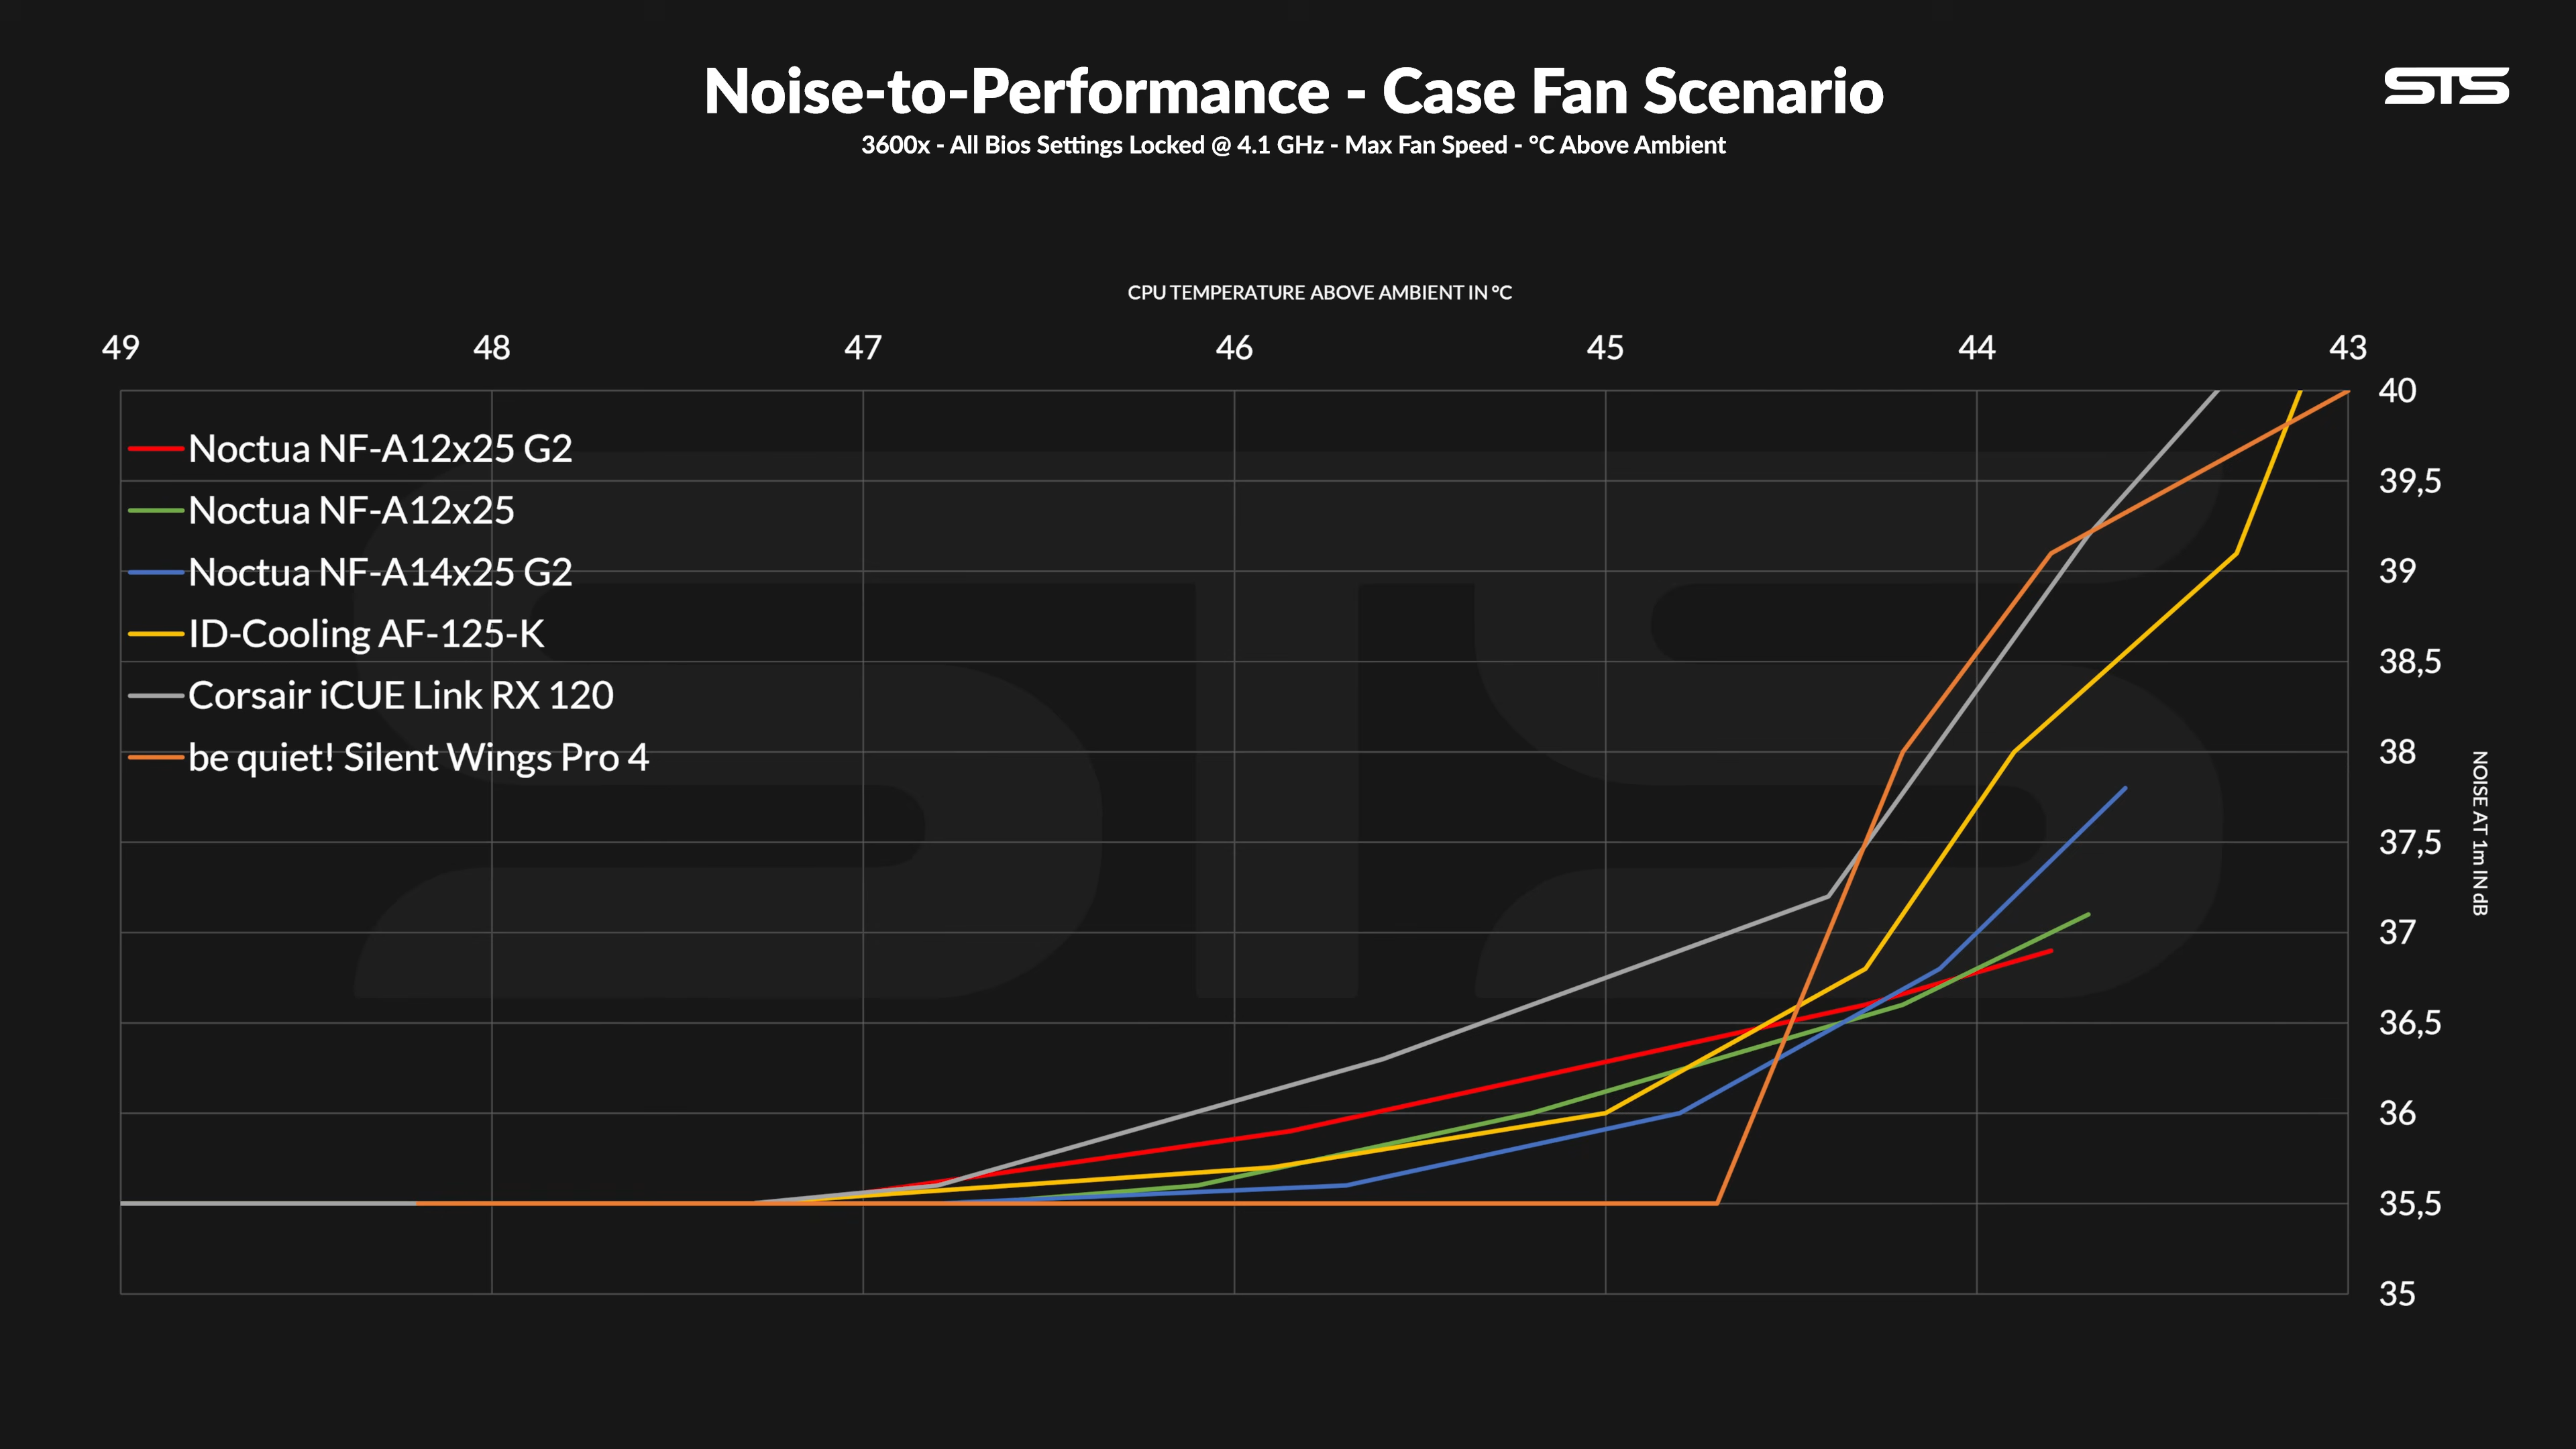 Noise-to-Performance - Case Fan Scenario
STS
3600x - All Bios Settings Locked @ 4.1 GHz - Max Fan Speed - °C Above Ambient
CPU TEMPERATURE ABOVE AMBIENT IN °C
49 48 47 46 45 44 43
40
Noctua NF-A12x25 G2
39,5
Noctua NF-A12x25
Noctua NF-A14x25 G2
39
ID-Cooling AF-125-K
38,5
Corsair iCUE Link RX 120
be quiet! Silent Wings Pro 4
38
37,5
37
36,5
36
35,5
35
NOISE AT 1m IN dB
STS